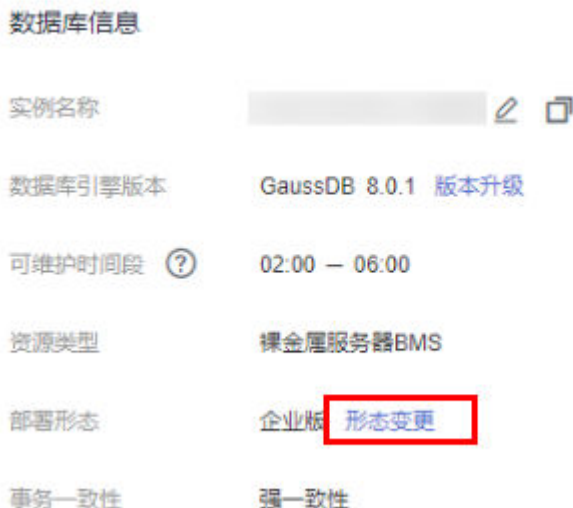 数据库信息
实例名称
数据库引擎版本 GaussDB 8.0.1 版本升级
可维护时间段 ? 02:00 — 06:00
资源类型 裸金属服务器BMS
部署形态 企业版 形态变更
事务一致性 强一致性